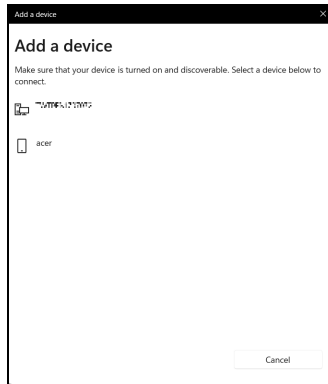 Add a device
Add a device
Make sure that your device is turned on and discoverable. Select a device below to
connect.
acer
Cancel